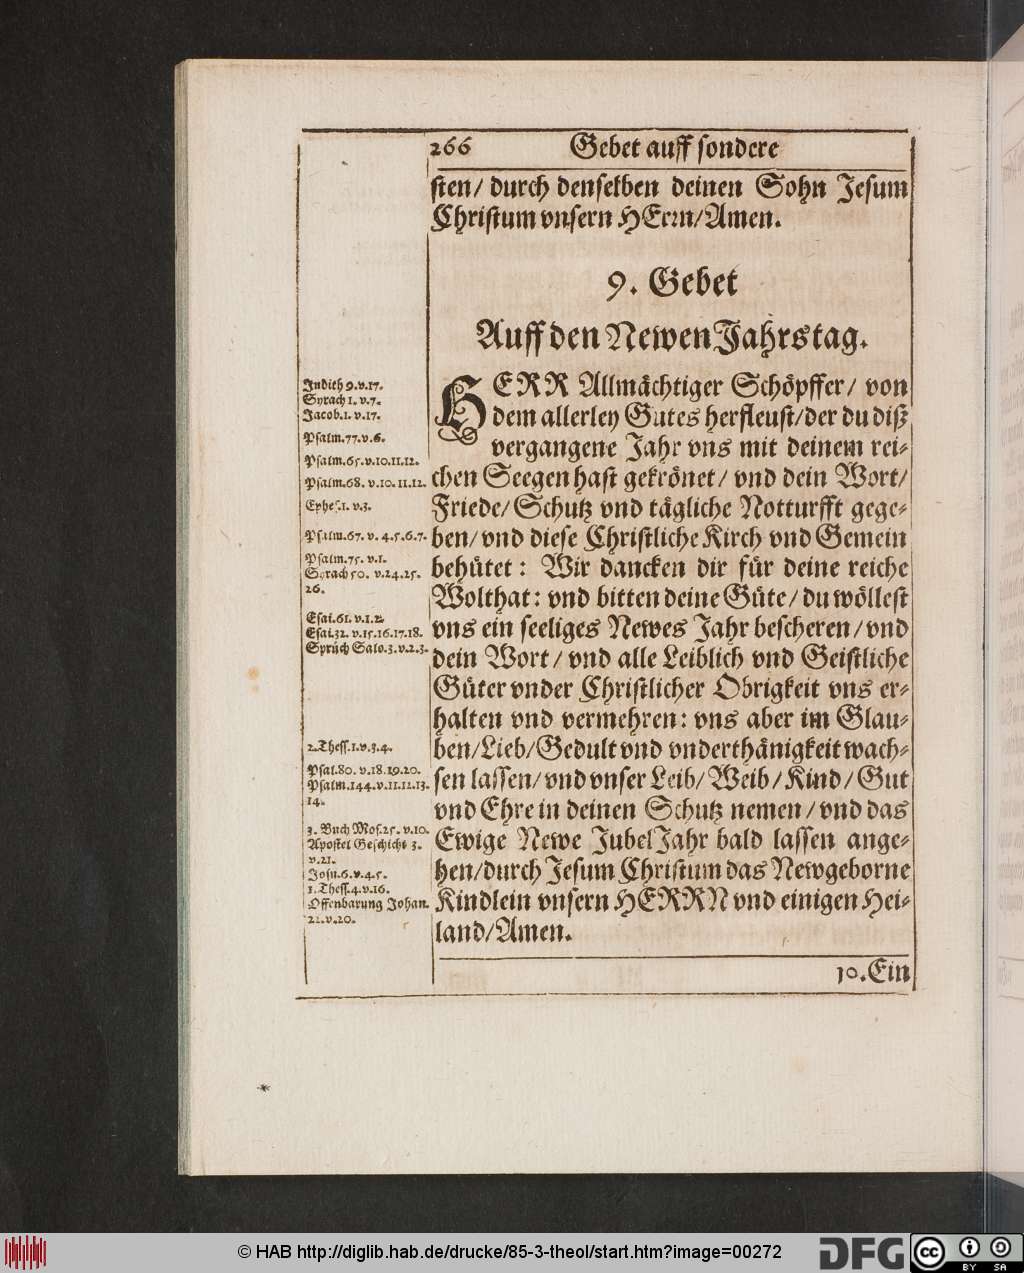 266 Gebet auff sondere
sten/ durch denselben deinen Sohn Jesum
Christum vnsern HErrn/Amen.
9. Gebet
Auff den Newen Jahrstag.
HERR Allmächtiger Schöpffer/ von
dem allerley Gutes herfleust/der du diß
vergangene Jahr vns mit deinem rei-
chen Seegen hast gekrönet/ vnd dein Wort/
Friede/ Schutz vnd tägliche Notturfft gege-
ben/ vnd diese Christliche Kirch vnd Gemein
behütet: Wir dancken dir für deine reiche
Wolthat: vnd bitten deine Güte/ du wöllest
vns ein seeliges Newes Jahr bescheren/ vnd
dein Wort/ vnd alle Leiblich vnd Geistliche
Güter vnder Christlicher Obrigkeit vns er-
halten vnd vermehren: vns aber im Glau-
ben/Lieb/Gedult vnd vnderthänigkeit wach-
sen lassen/ vnd vnser Leib/ Weib/ Kind/ Gut
vnd Ehre in deinen Schutz nemen/ vnd das
Ewige Newe JubelJahr bald lassen ange-
hen/durch Jesum Christum das Newgeborne
Kindlein vnsern HERRN vnd einigen Hei-
land/Amen.
10.Ein
Judith 9.v.17.
Syrach 1. v.7.
Jacob.1. v.17.
Psalm.77.v.6.
Psalm.65.v.10.11.12.
Psalm.68. v.10.11.12.
Ephes.1. v.3.
Psalm.67. v. 4.5.6.7.
Psalm.75. v.1.
Syrach 50. v.24.25.
26.
Esai.61. v.1.2.
Esai.32. v.15.16.17.18.
Sprüch Salo.3.v.2.3.
2.Thess.1.v.3.4.
Psal.80. v.18.19.20.
Psalm.144.v.11.12.13.
14.
3. Buch Mos.25. v.10.
Apostel Geschicht 3.
v.21.
Josu.6.v.4.5.
1.Thess.4.v.16.
Offenbarung Johan.
22.v.20.
© HAB http://diglib.hab.de/drucke/85-3-theol/start.htm?image=00272
DFG
cc BY SA